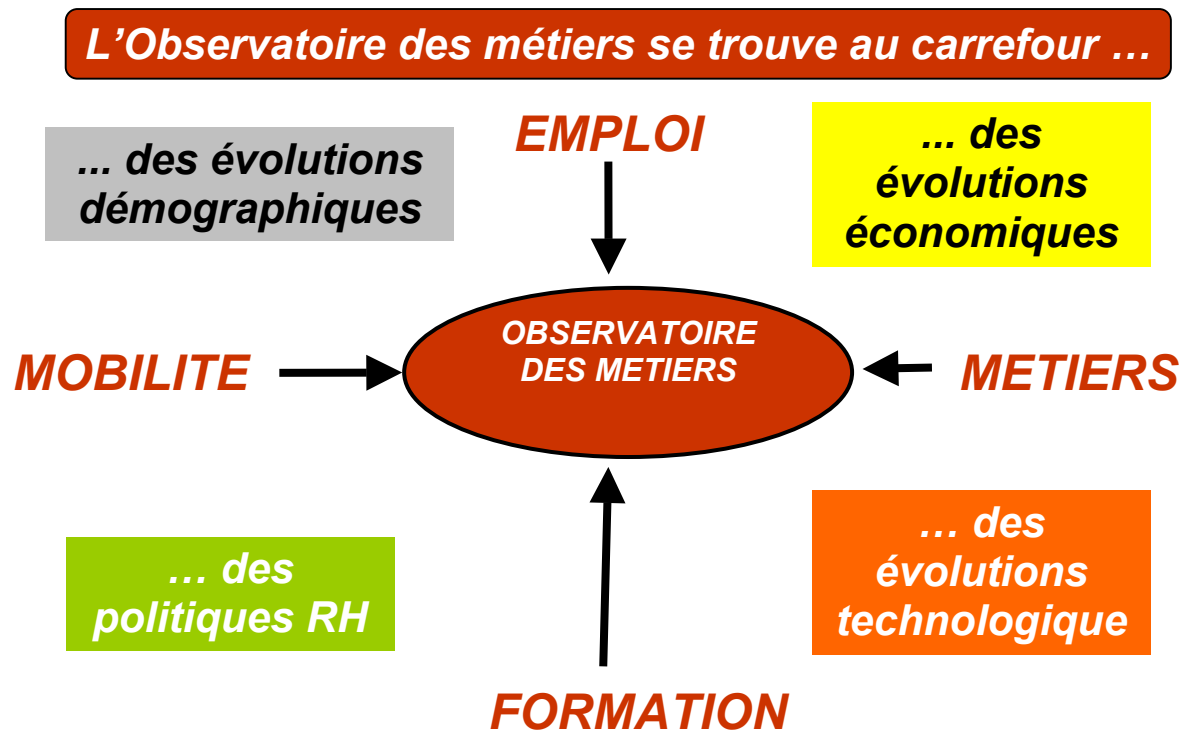 L'Observatoire des métiers se trouve au carrefour …
EMPLOI
... des évolutions
démographiques
... des
évolutions
économiques
OBSERVATOIRE
DES METIERS
MOBILITE
METIERS
… des
politiques RH
… des
évolutions
technologique
FORMATION